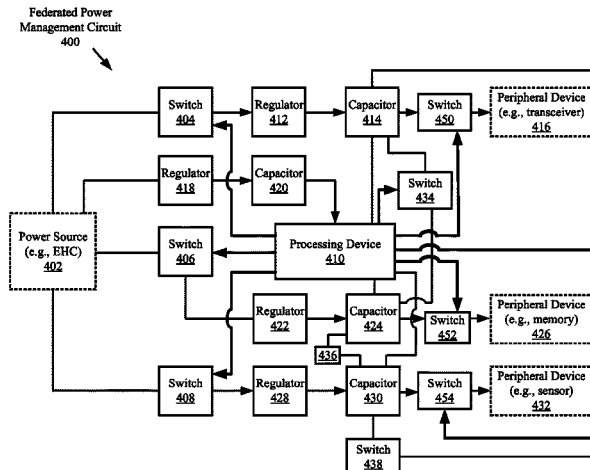 Federated Power
Management Circuit
400
Switch
404
Regulator
412
Capacitor
414
Switch
450
Peripheral Device
(e.g., transceiver)
416
Regulator
418
Capacitor
420
Switch
434
Power Source
(e.g., EHC)
402
Switch
406
Processing Device
410
Regulator
422
Capacitor
424
Switch
452
Peripheral Device
(e.g., memory)
426
436
Switch
408
Regulator
428
Capacitor
430
Switch
454
Peripheral Device
(e.g., sensor)
432
Switch
438